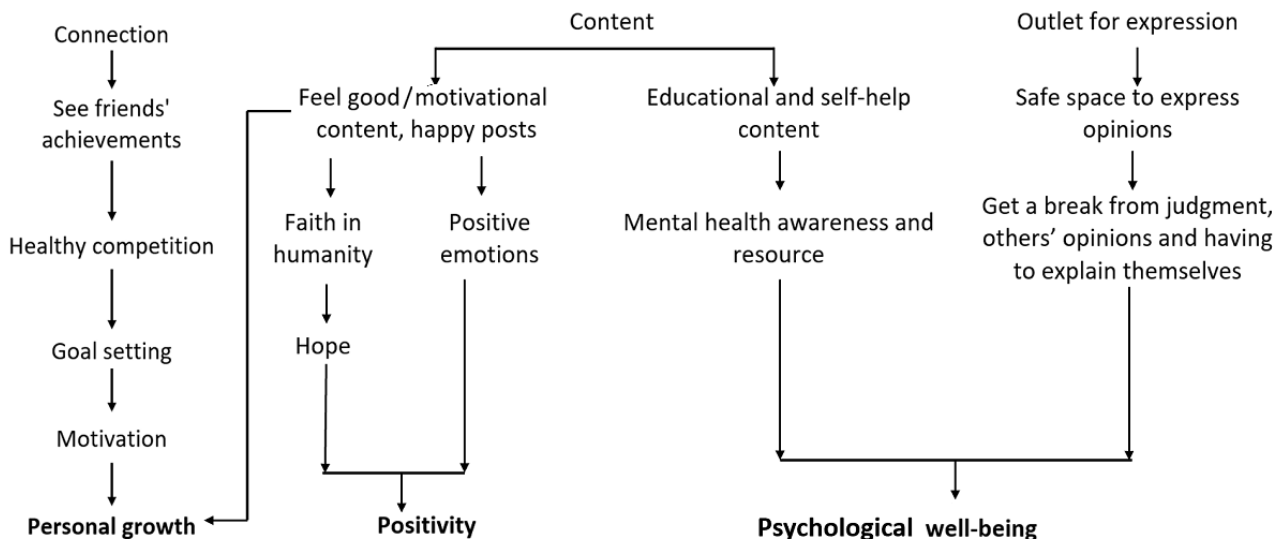 Connection
See friends'
achievements
Healthy competition
Goal setting
Motivation
Personal growth
Content
Feel good/motivational
content, happy posts
Faith in
humanity
Hope
Positive
emotions
Positivity
Educational and self-help
content
Mental health awareness and
resource
Outlet for expression
Safe space to express
opinions
Get a break from judgment,
others’ opinions and having
to explain themselves
Psychological well-being